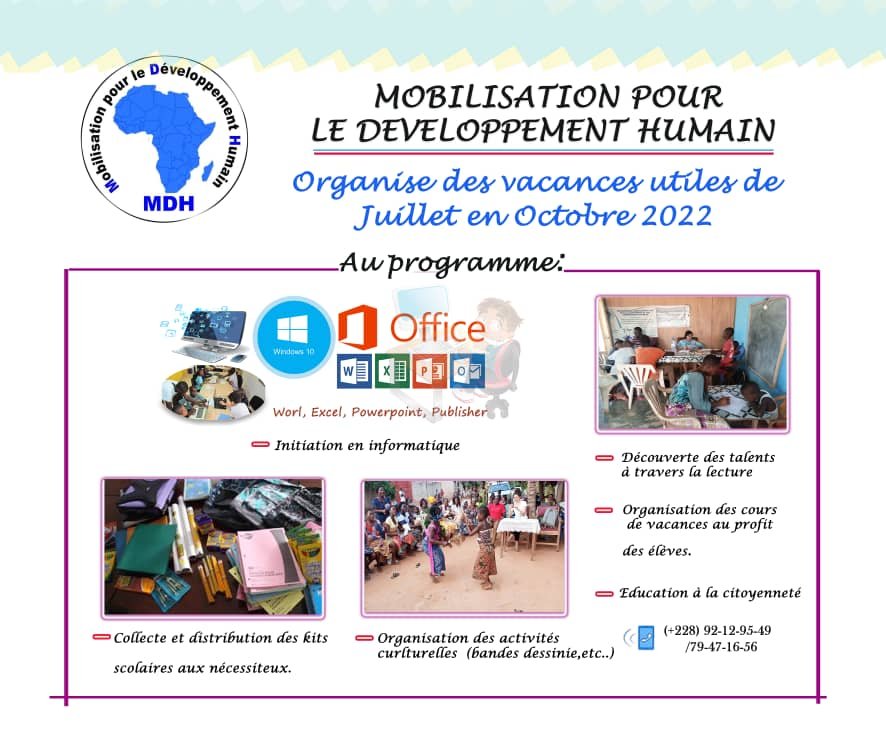 Mobilisation pour le Développement Humain
MDH
MOBILISATION POUR
LE DEVELOPPEMENT HUMAIN
Organise des vacances utiles de
Juillet en Octobre 2022
Au programme:
Windows 10
Office
W X P O
Worl, Excel, Powerpoint, Publisher
Initiation en informatique
Découverte des talents
à travers la lecture
Organisation des cours
de vacances au profit
des élèves.
Education à la citoyenneté
(+228) 92-12-95-49
/79-47-16-56
Collecte et distribution des kits
scolaires aux nécessiteux.
Organisation des activités
curlturelles (bandes dessinie,etc..)